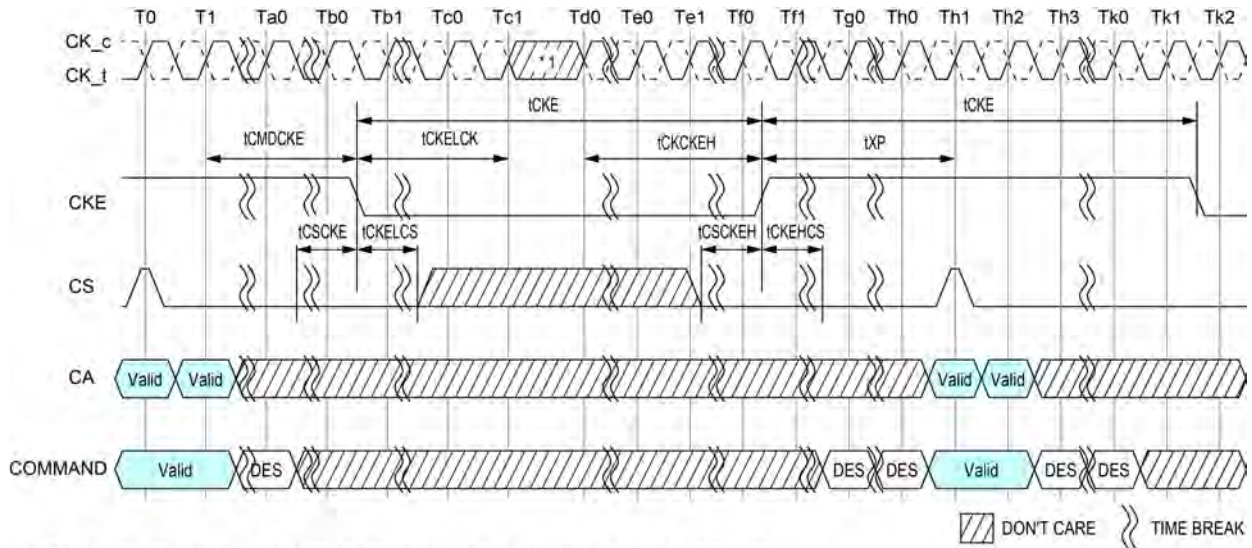 T0 T1 Ta0 Tb0 Tb1 Tc0 Tc1 Td0 Te0 Te1 Tf0 Tf1 Tg0 Th0 Th1 Th2 Th3 Tk0 Tk1 Tk2
CK_c
CK_t
*1
tCKE tCKE
tCMDCKE tCKELCK tCKCKEH tXP
CKE
tCSCKE tCKELCS tCSCKEH tCKEHCS
CS
CA Valid Valid Valid Valid
COMMAND Valid DES DES DES Valid DES DES
DON'T CARE TIME BREAK